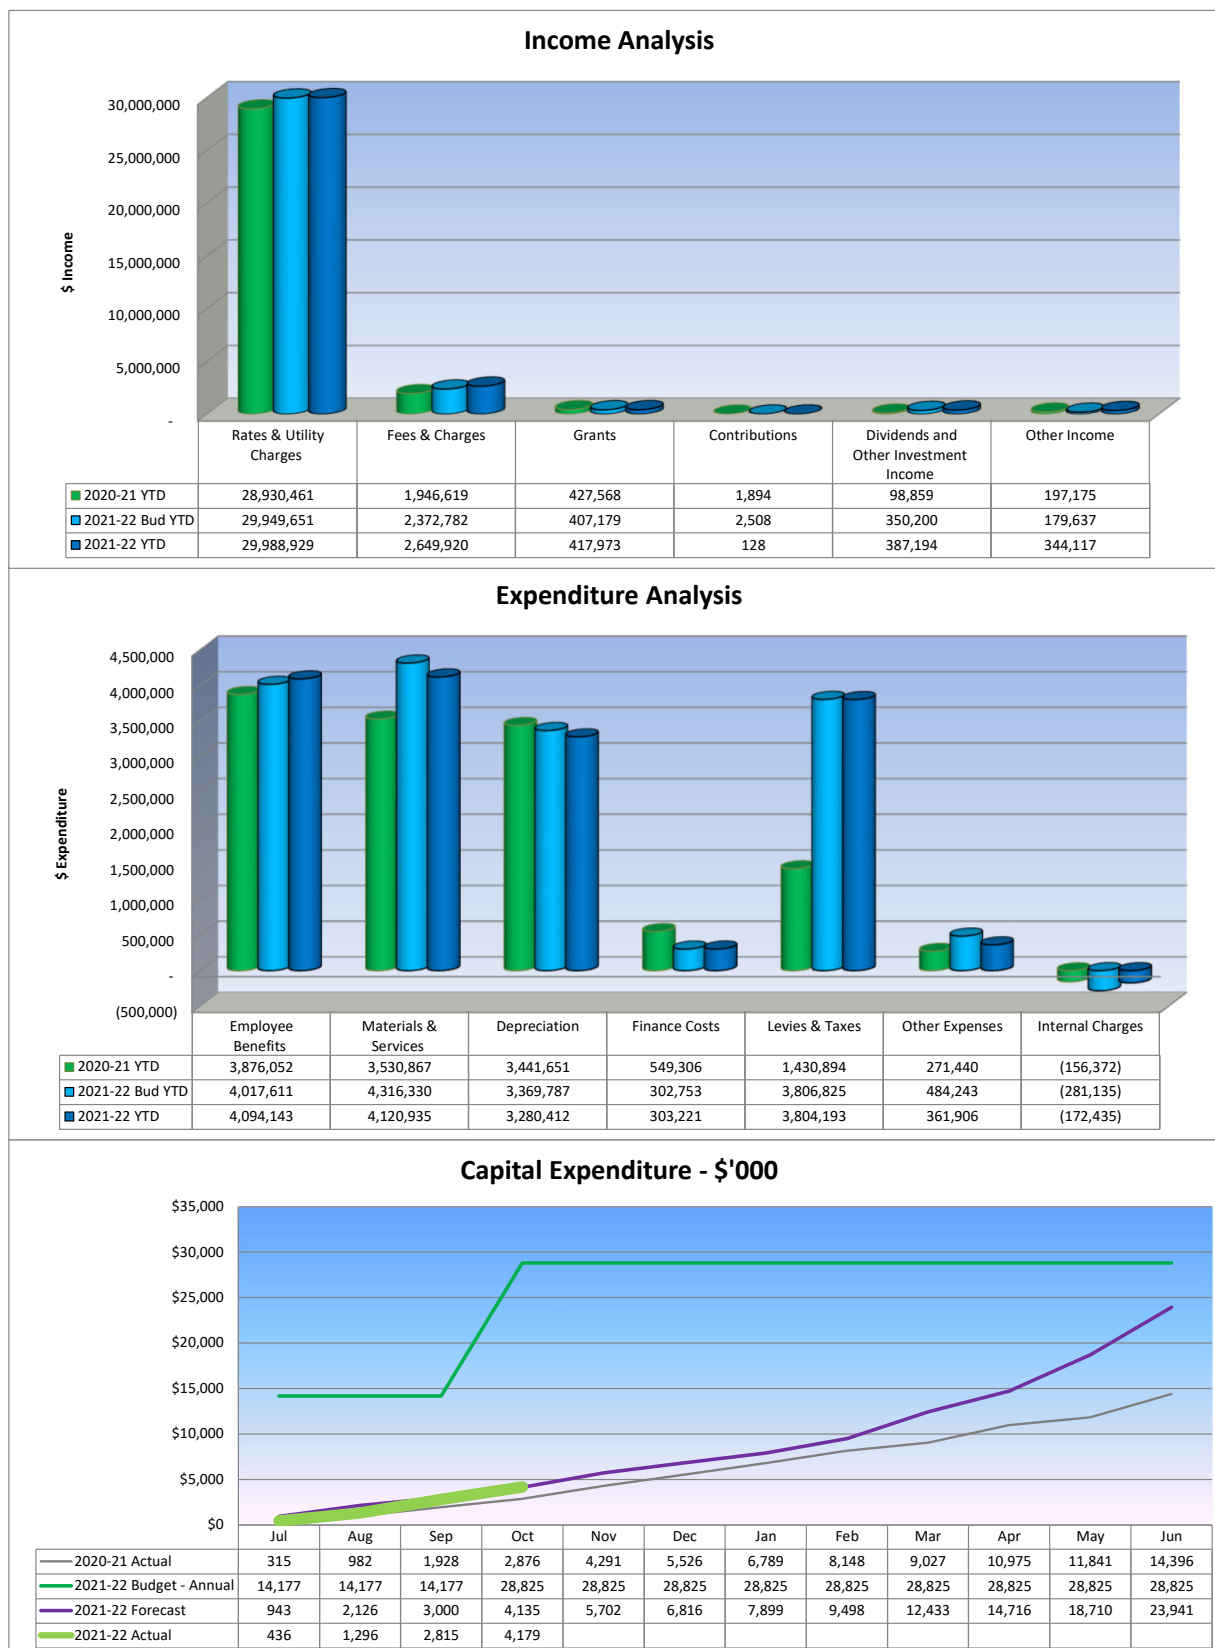 Income Analysis
30,000,000
25,000,000
20,000,000
15,000,000
10,000,000
5,000,000
-
$ Income
Rates & Utility Charges Fees & Charges Grants Contributions Dividends and Other Investment Income Other Income
2020-21 YTD 28,930,461 1,946,619 427,568 1,894 98,859 197,175
2021-22 Bud YTD 29,949,651 2,372,782 407,179 2,508 350,200 179,637
2021-22 YTD 29,988,929 2,649,920 417,973 128 387,194 344,117
Expenditure Analysis
4,500,000
4,000,000
3,500,000
3,000,000
2,500,000
2,000,000
1,500,000
1,000,000
500,000
-
(500,000)
$ Expenditure
Employee Benefits Materials & Services Depreciation Finance Costs Levies & Taxes Other Expenses Internal Charges
2020-21 YTD 3,876,052 3,530,867 3,441,651 549,306 1,430,894 271,440 (156,372)
2021-22 Bud YTD 4,017,611 4,316,330 3,369,787 302,753 3,806,825 484,243 (281,135)
2021-22 YTD 4,094,143 4,120,935 3,280,412 303,221 3,804,193 361,906 (172,435)
Capital Expenditure - $'000
$35,000
$30,000
$25,000
$20,000
$15,000
$10,000
$5,000
$0
Jul Aug Sep Oct Nov Dec Jan Feb Mar Apr May Jun
2020-21 Actual 315 982 1,928 2,876 4,291 5,526 6,789 8,148 9,027 10,975 11,841 14,396
2021-22 Budget - Annual 14,177 14,177 14,177 28,825 28,825 28,825 28,825 28,825 28,825 28,825 28,825 28,825
2021-22 Forecast 943 2,126 3,000 4,135 5,702 6,816 7,899 9,498 12,433 14,716 18,710 23,941
2021-22 Actual 436 1,296 2,815 4,179